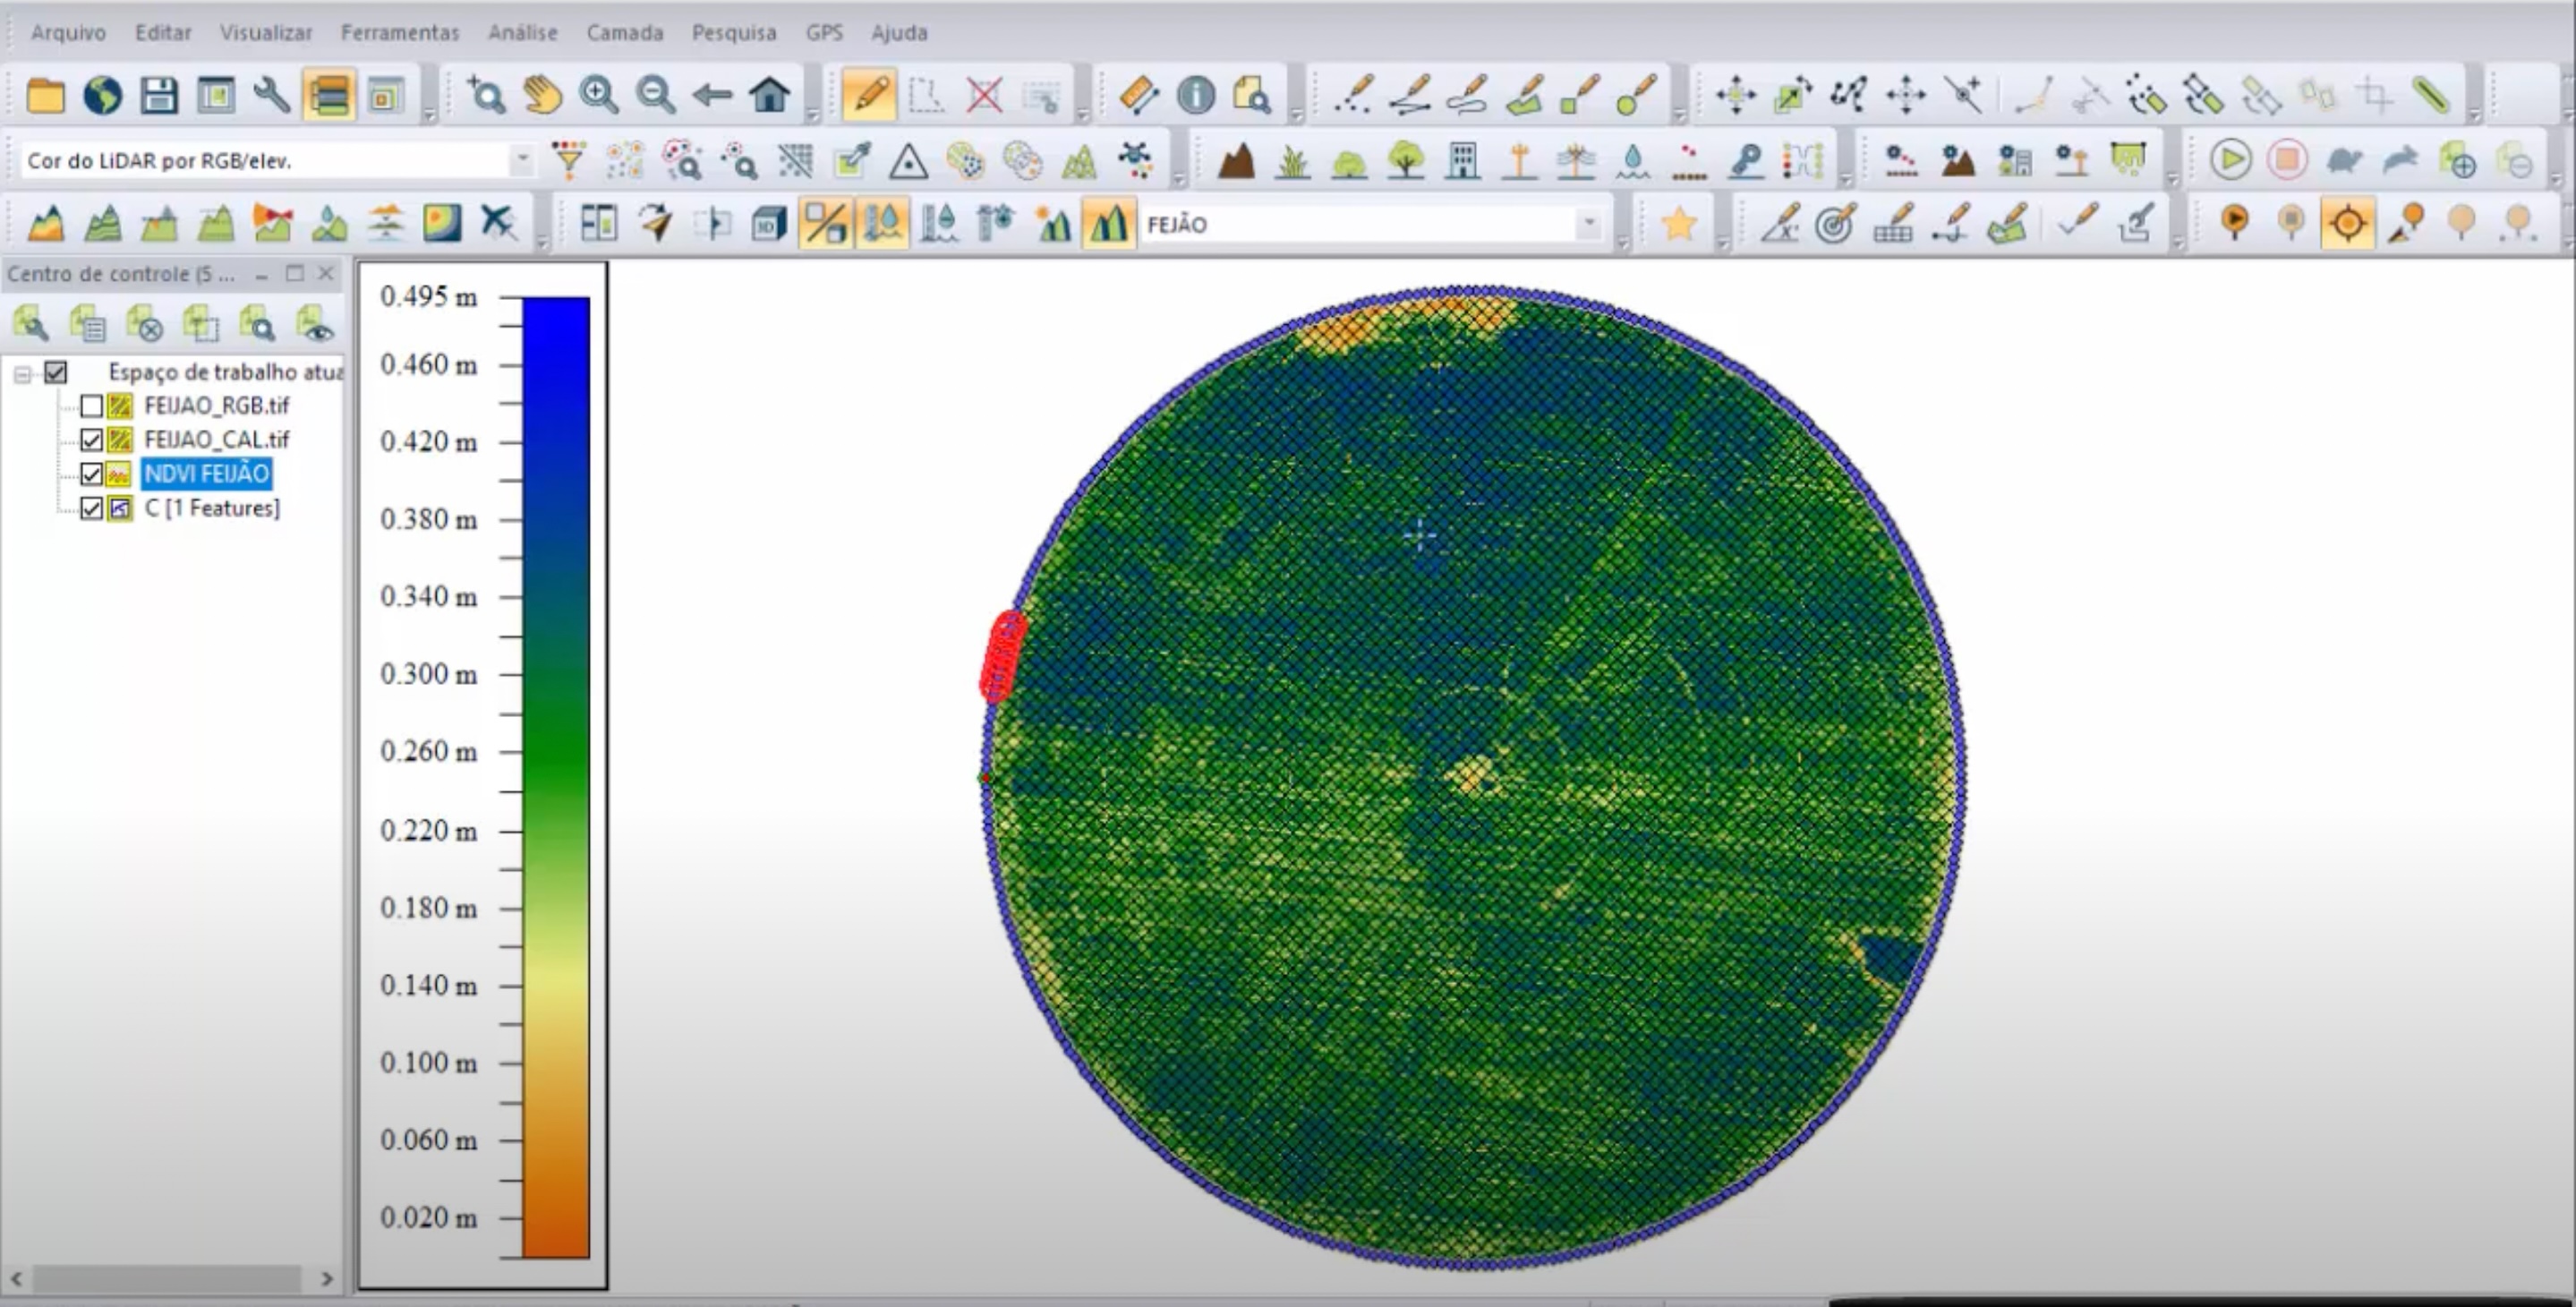 Arquivo Editar Visualizar Ferramentas Análise Camada Pesquisa GPS Ajuda
Cor do LiDAR por RGB/elev.
3D
FEJÃO
Centro de controle (5 ...
Espaço de trabalho atua
FEIJAO_RGB.tif
FEIJAO_CAL.tif
NDVI FEIJÃO
C [1 Features]
0.495 m
0.460 m
0.420 m
0.380 m
0.340 m
0.300 m
0.260 m
0.220 m
0.180 m
0.140 m
0.100 m
0.060 m
0.020 m